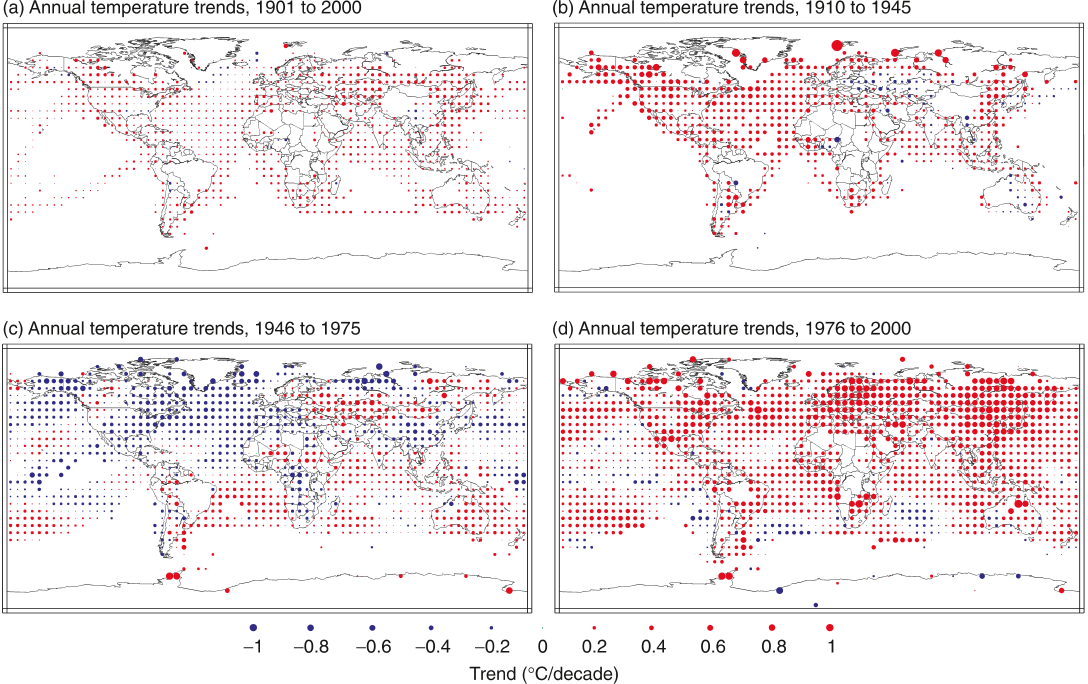 (a) Annual temperature trends, 1901 to 2000
(b) Annual temperature trends, 1910 to 1945
(c) Annual temperature trends, 1946 to 1975
(d) Annual temperature trends, 1976 to 2000
−1 −0.8 −0.6 −0.4 −0.2 0 0.2 0.4 0.6 0.8 1
Trend (°C/decade)